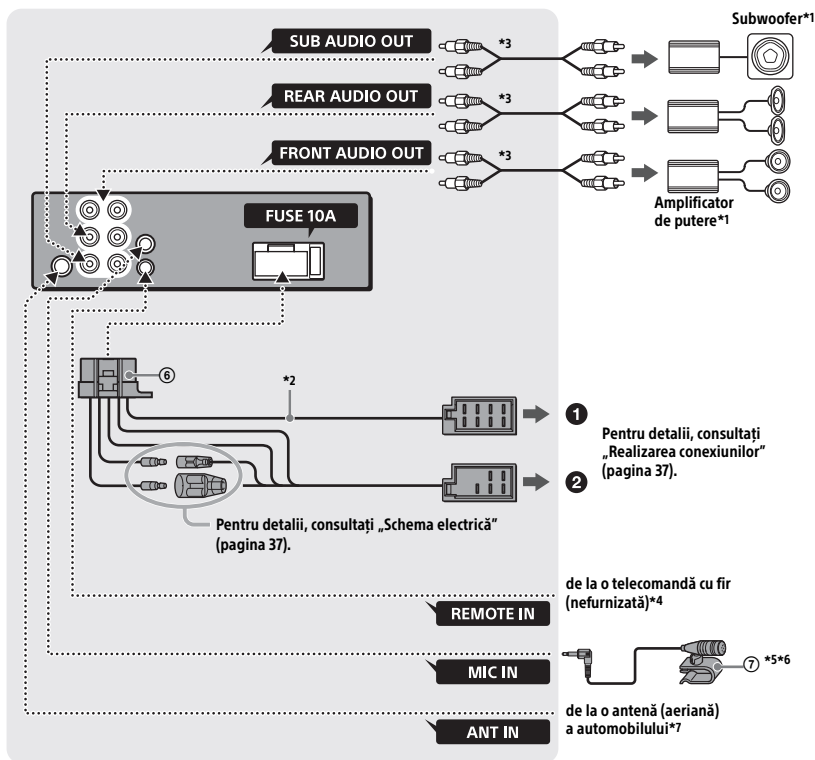 Subwoofer*1
SUB AUDIO OUT
*3
REAR AUDIO OUT
*3
FRONT AUDIO OUT
*3
Amplificator
de putere*1
FUSE 10A
⑥
*2
❶
Pentru detalii, consultați
„Realizarea conexiunilor”
(pagina 37).
❷
Pentru detalii, consultați „Schema electrică”
(pagina 37).
de la o telecomandă cu fir
(nefurnizată)*4
REMOTE IN
MIC IN
⑦ *5*6
de la o antenă (aeriană)
a automobilului*7
ANT IN